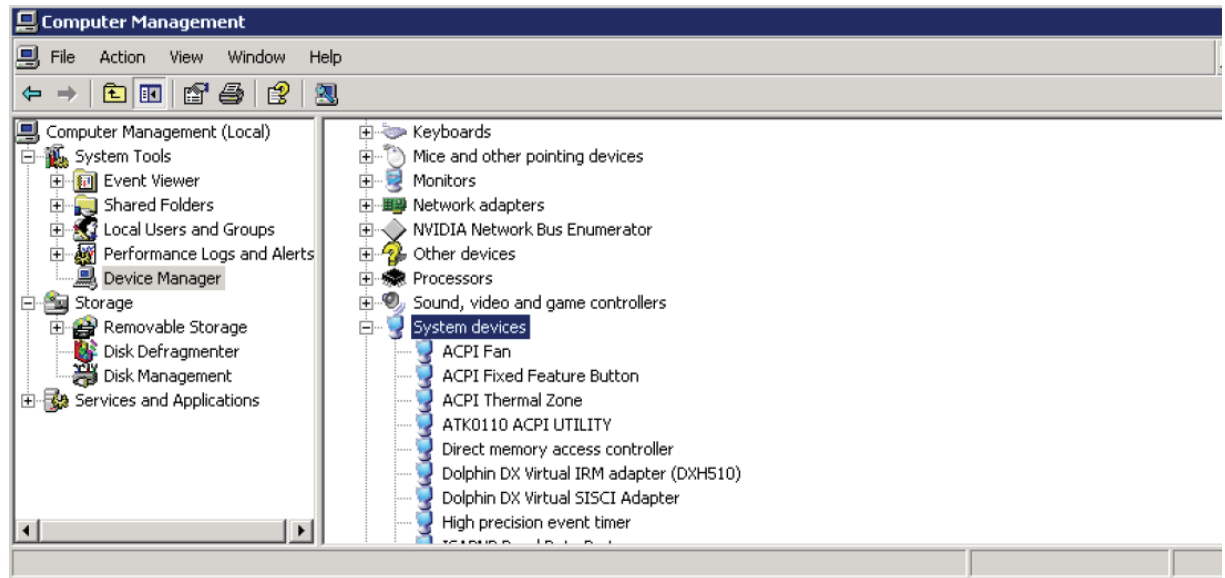 Computer Management
File Action View Window Help
Computer Management (Local)
System Tools
Event Viewer
Shared Folders
Local Users and Groups
Performance Logs and Alerts
Device Manager
Storage
Removable Storage
Disk Defragmenter
Disk Management
Services and Applications
Keyboards
Mice and other pointing devices
Monitors
Network adapters
NVIDIA Network Bus Enumerator
Other devices
Processors
Sound, video and game controllers
System devices
ACPI Fan
ACPI Fixed Feature Button
ACPI Thermal Zone
ATK0110 ACPI UTILITY
Direct memory access controller
Dolphin DX Virtual IRM adapter (DXH510)
Dolphin DX Virtual SISCI Adapter
High precision event timer